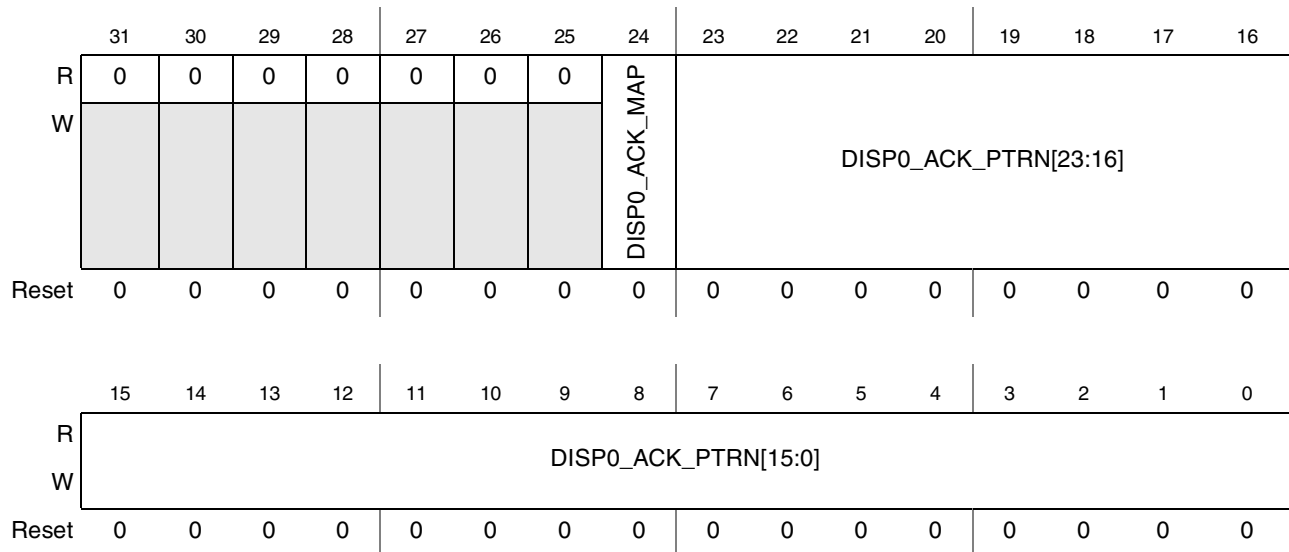 31 30 29 28 27 26 25 24 23 22 21 20 19 18 17 16
R 0 0 0 0 0 0 0 DISP0_ACK_MAP DISP0_ACK_PTRN[23:16]
W
Reset 0 0 0 0 0 0 0 0 0 0 0 0 0 0 0 0
15 14 13 12 11 10 9 8 7 6 5 4 3 2 1 0
R
DISP0_ACK_PTRN[15:0]
W
Reset 0 0 0 0 0 0 0 0 0 0 0 0 0 0 0 0